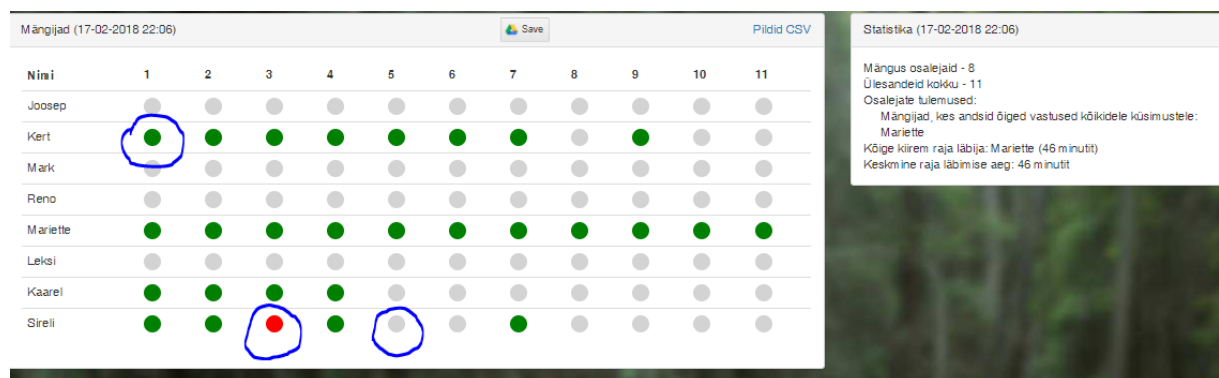 Mängijad (17-02-2018 22:06) Save Pildid CSV
Nimi 1 2 3 4 5 6 7 8 9 10 11
Joosep
Kert
Mark
Reno
Mariette
Leksi
Kaarel
Sireli
Statistika (17-02-2018 22:06)
Mängus osalejaid - 8
Ülesandeid kokku - 11
Osalejate tulemused:
Mängijad, kes andsid õiged vastused kõikidele küsimustele:
Mariette
Kõige kiirem raja läbija: Mariette (46 minutit)
Keskmine raja läbimise aeg: 46 minutit